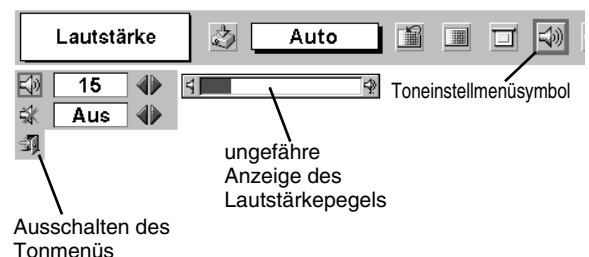 Lautstärke
Auto
15
Aus
Toneinstellmenüsymbol
ungefähre
Anzeige des
Lautstärkepegels
Ausschalten des
Tonmenüs